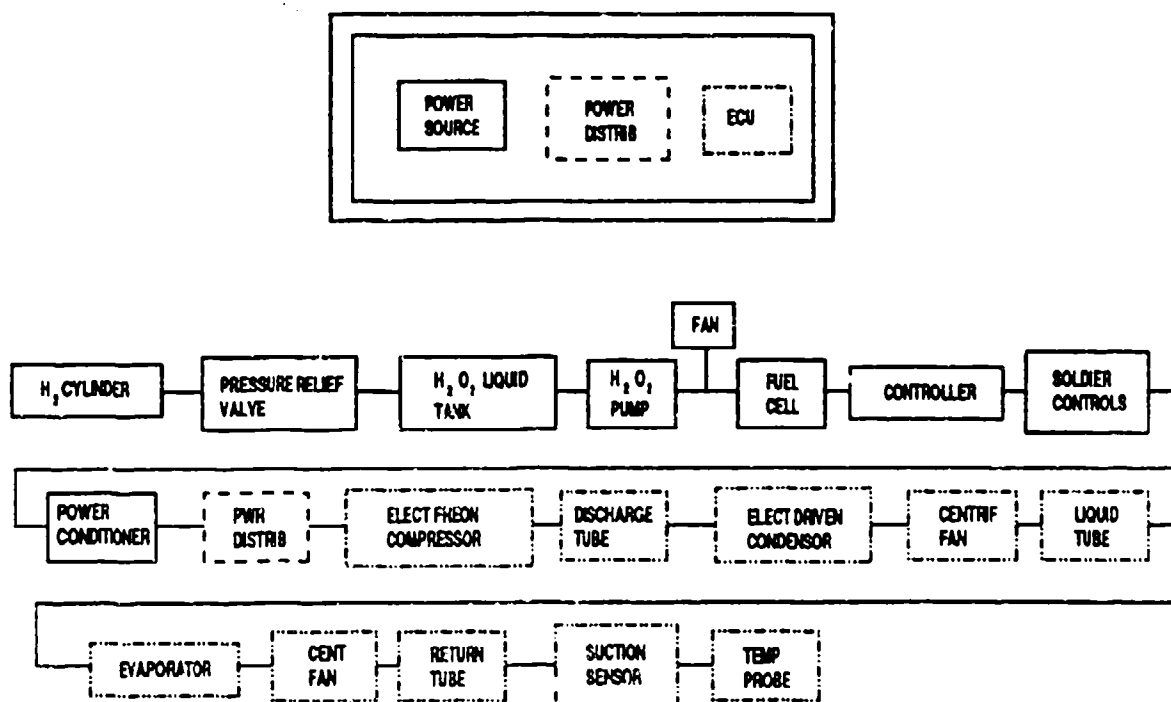 POWER
SOURCE
POWER
DISTRIB
ECU
FAN
H2 CYLINDER
PRESSURE RELIEF
VALVE
H2O2 LIQUID
TANK
H2O2
PUMP
FUEL
CELL
CONTROLLER
SOLDIER
CONTROLS
POWER
CONDITIONER
PWR
DISTRIB
ELECT FREON
COMPRESSOR
DISCHARGE
TUBE
ELECT DRIVEN
CONDENSOR
CENTRIF
FAN
LIQUID
TUBE
EVAPORATOR
CENT
FAN
RETURN
TUBE
SUCTION
SENSOR
TEMP
PROBE